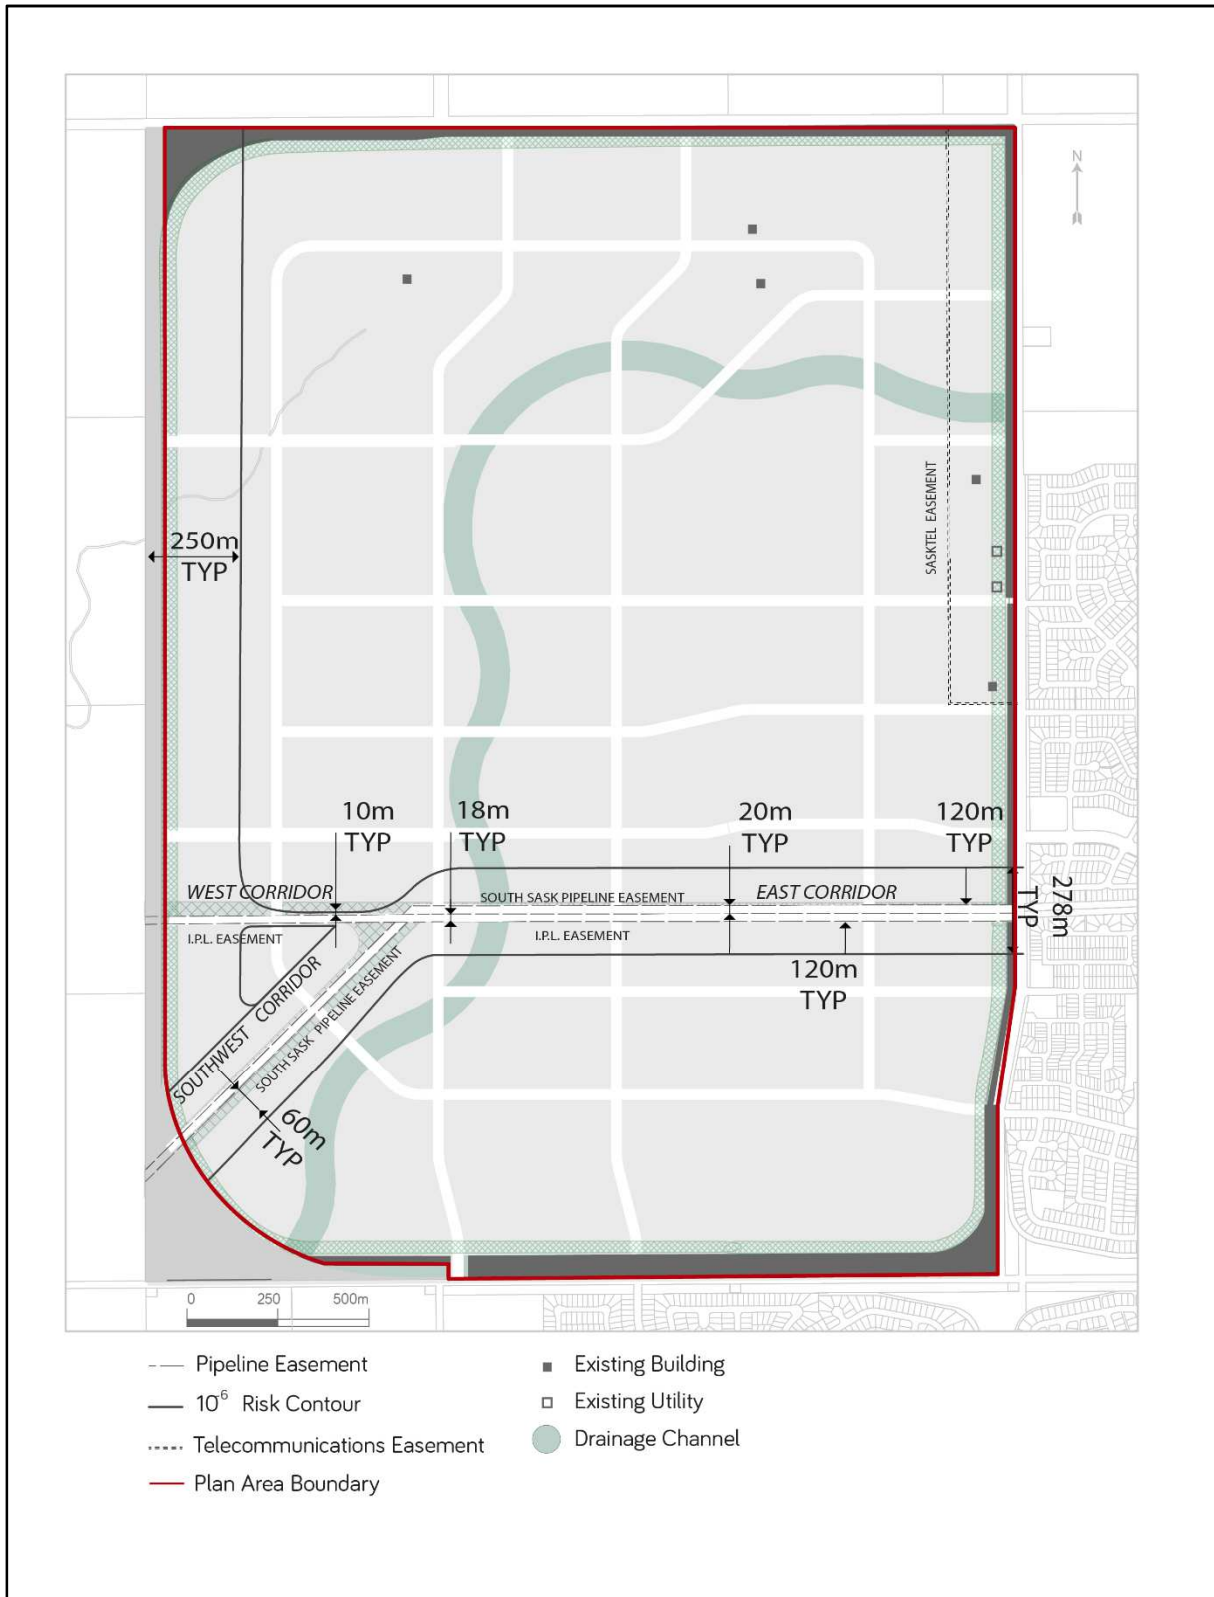 N
SASKTEL EASEMENT
250m
TYP
10m
TYP
18m
TYP
20m
TYP
120m
TYP
WEST CORRIDOR
SOUTH SASK PIPELINE EASEMENT
EAST CORRIDOR
278m
TYP
I.P.L. EASEMENT
I.P.L. EASEMENT
120m
TYP
SOUTHWEST CORRIDOR
SOUTH SASK PIPELINE EASEMENT
60m
TYP
0 250 500m
Pipeline Easement
10-6 Risk Contour
Telecommunications Easement
Plan Area Boundary
Existing Building
Existing Utility
Drainage Channel